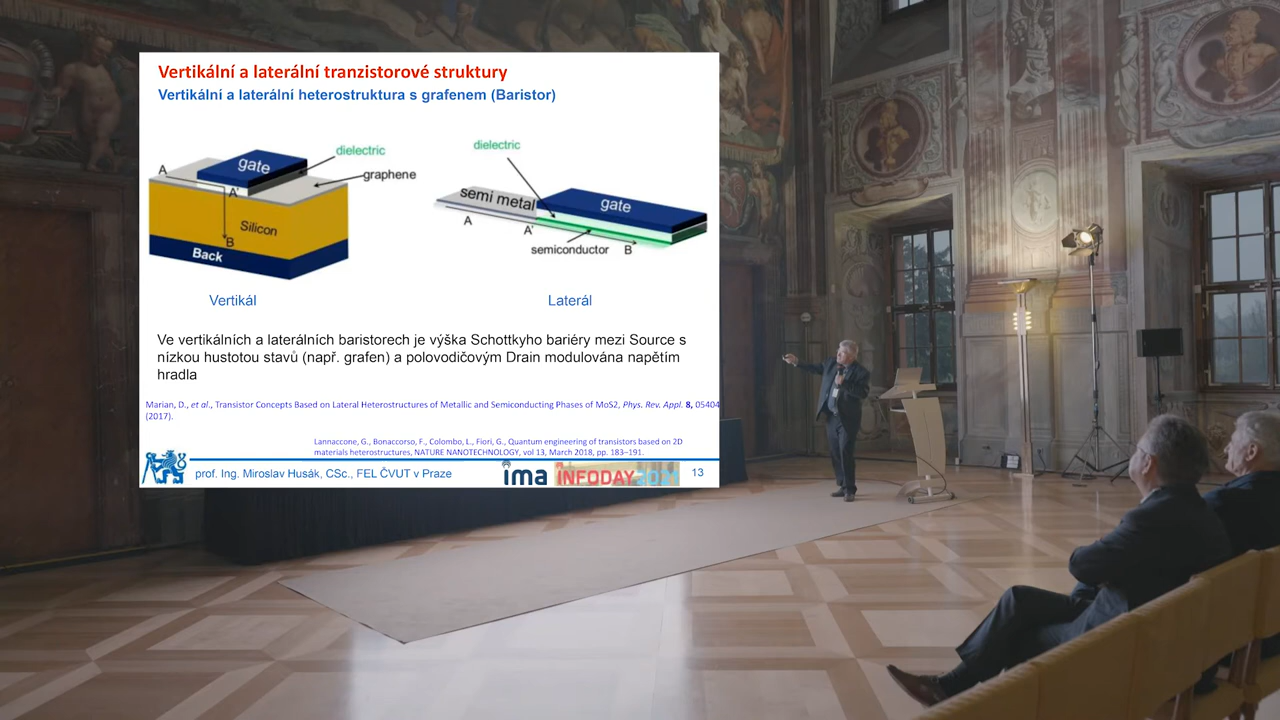 Vertikální a laterální tranzistorové struktury
Vertikální a laterální heterostruktura s grafenem (Baristor)
dielectric
gate
graphene
A
A'
Silicon
B
Back
dielectric
semi metal
gate
A
A'
semiconductor
B
Vertikál
Laterál
Ve vertikálních a laterálních baristorech je výška Schottkyho bariéry mezi Source s
nízkou hustotou stavů (např. grafen) a polovodičovým Drain modulována napětím
hradla
Marian, D., et al., Transistor Concepts Based on Lateral Heterostructures of Metallic and Semiconducting Phases of MoS2, Phys. Rev. Appl. 8, 05404
(2017).
Lannaccone, G., Bonaccorso, F., Colombo, L., Fiori, G., Quantum engineering of transistors based on 2D
materials heterostructures, NATURE NANOTECHNOLOGY, vol 13, March 2018, pp. 183–191.
prof. Ing. Miroslav Husák, CSc., FEL ČVUT v Praze
ima
INFODAY 2021
13